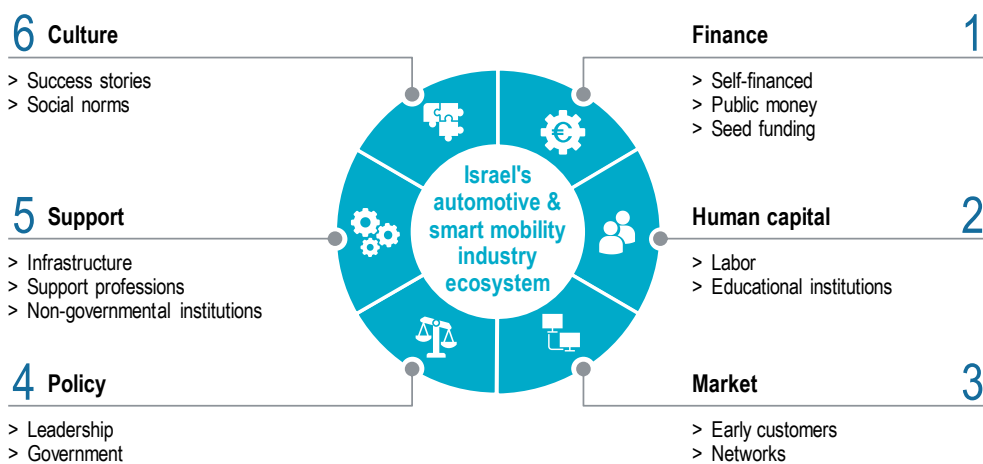 6 Culture
> Success stories
> Social norms
Finance 1
> Self-financed
> Public money
> Seed funding
€
Israel's
automotive &
smart mobility
industry
ecosystem
5 Support
> Infrastructure
> Support professions
> Non-governmental institutions
Human capital 2
> Labor
> Educational institutions
4 Policy
> Leadership
> Government
Market 3
> Early customers
> Networks